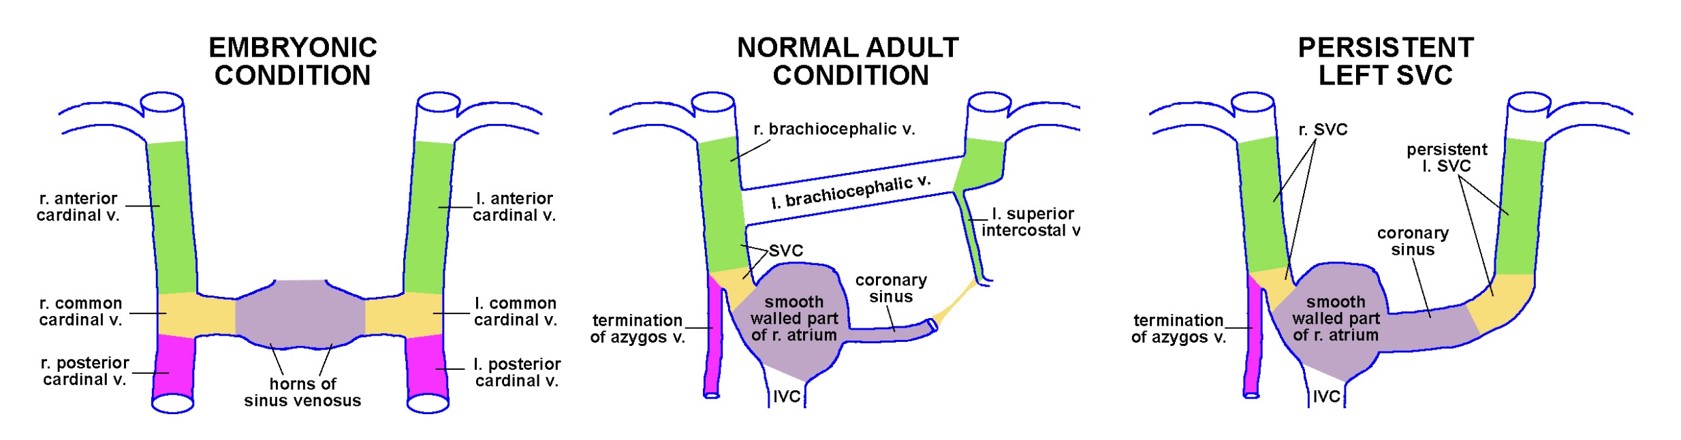 EMBRYONIC
CONDITION
r. anterior
cardinal v.
l. anterior
cardinal v.
r. common
cardinal v.
l. common
cardinal v.
r. posterior
cardinal v.
l. posterior
cardinal v.
horns of
sinus venosus
NORMAL ADULT
CONDITION
r. brachiocephalic v.
l. brachiocephalic v.
l. superior
intercostal v
SVC
coronary
sinus
smooth
walled part
of r. atrium
termination
of azygos v.
IVC
PERSISTENT
LEFT SVC
r. SVC
persistent
l. SVC
coronary
sinus
smooth
walled part
of r. atrium
termination
of azygos v.
IVC